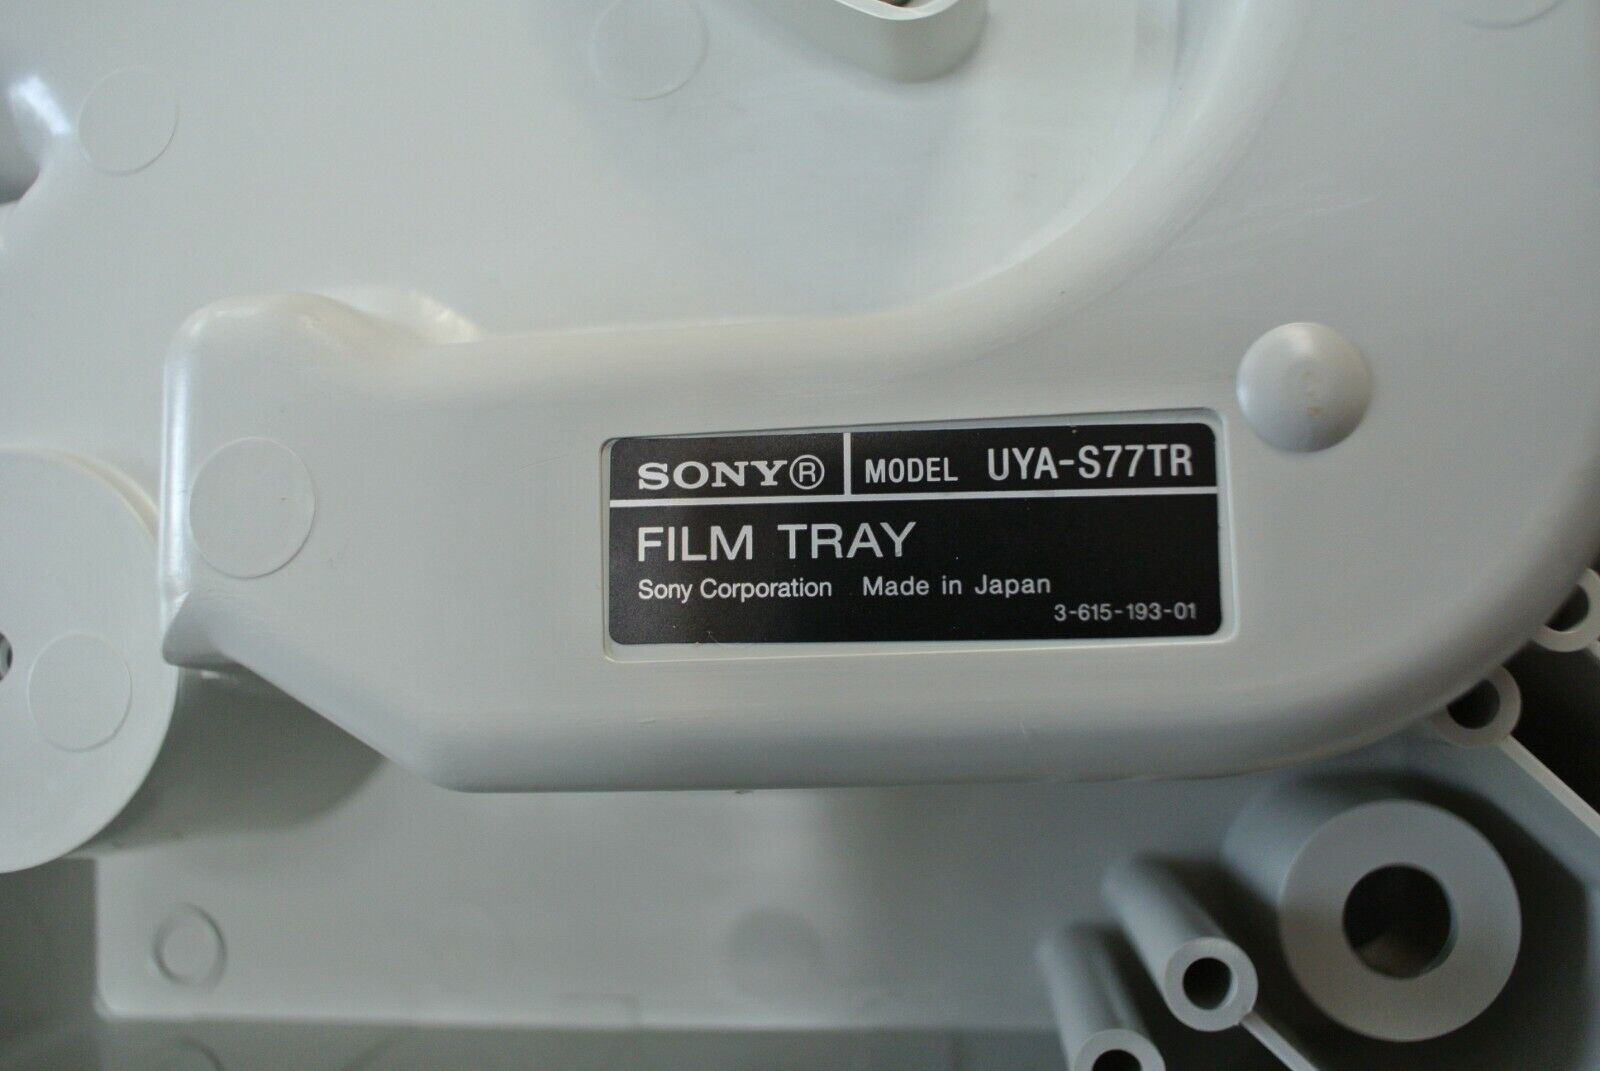 SONY® MODEL UYA-S77TR
FILM TRAY
Sony Corporation Made in Japan
3-615-193-01